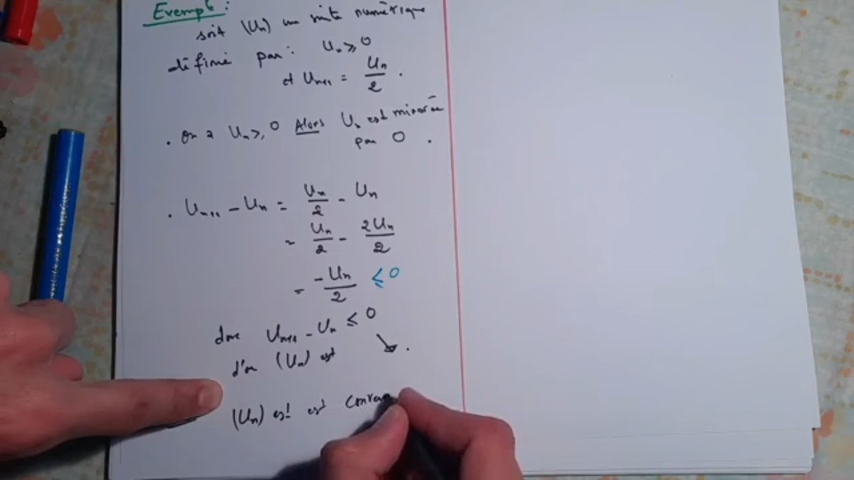 Exemple :
soit (Un) un suite numérique
définie par : Un ≥ 0
et Un+1 = Un/2 .
. On a Un ≥ 0 Alors Un est minorée
par 0 .
. Un+1 - Un = Un/2 - Un
= Un/2 - 2Un/2
= -Un/2 ≤ 0
donc Un+1 - Un ≤ 0
d'où (Un) est ↘ .
(Un) est est conver